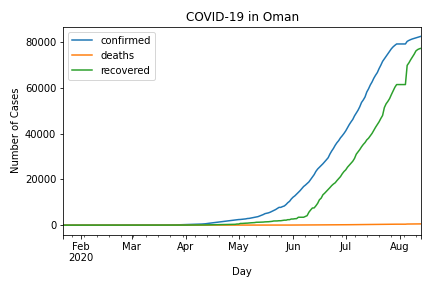 COVID-19 in Oman
confirmed
deaths
recovered
Number of Cases
80000
60000
40000
20000
0
Feb Mar Apr May Jun Jul Aug
2020
Day